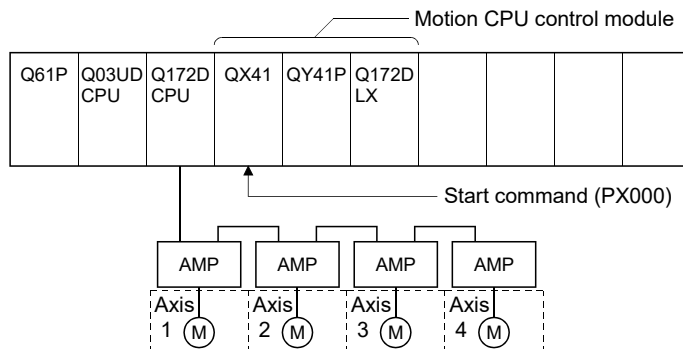 Motion CPU control module
Q61P
Q03UD
CPU
Q172D
CPU
QX41
QY41P
Q172D
LX
Start command (PX000)
AMP
AMP
AMP
AMP
Axis
1
M
Axis
2
M
Axis
3
M
Axis
4
M